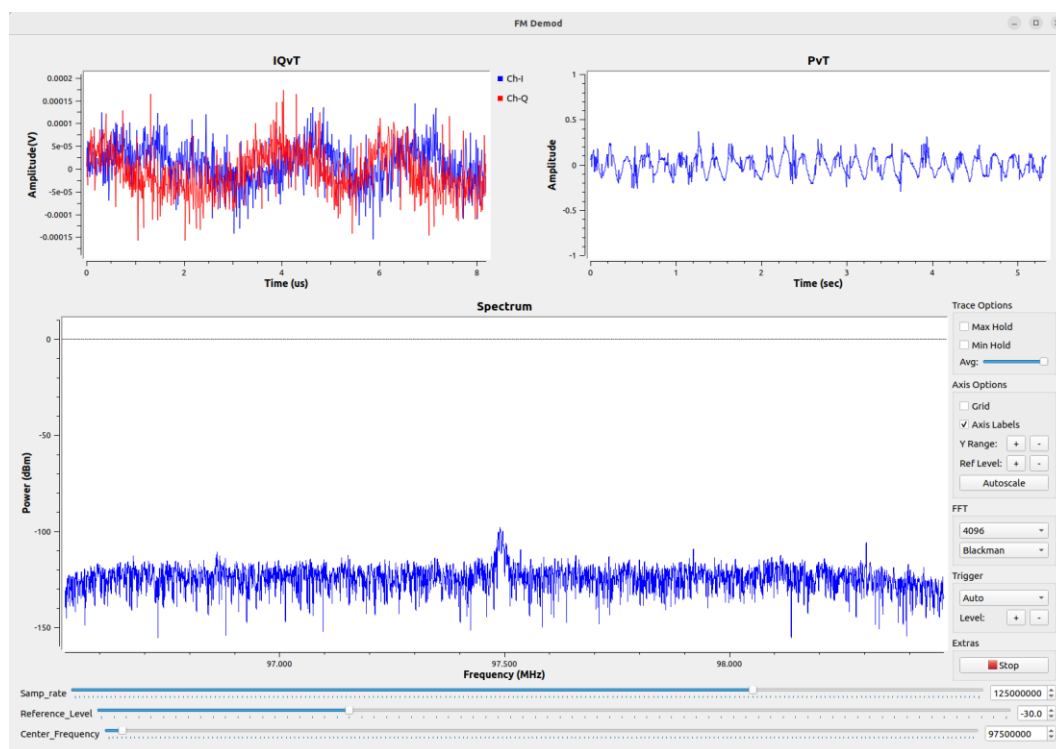 FM Demod
IQvT
0.0002
0.00015
0.0001
5e-05
0
-5e-05
-0.0001
-0.00015
Amplitude(V)
0 2 4 6 8
Time (us)
Ch-I
Ch-Q
PvT
1
0.5
0
-0.5
-1
Amplitude
0 1 2 3 4 5
Time (sec)
Spectrum
0
-50
-100
-150
Power (dBm)
97.000 97.500 98.000
Frequency (MHz)
Trace Options
Max Hold
Min Hold
Avg:
Axis Options
Grid
Axis Labels
Y Range: + -
Ref Level: + -
Autoscale
FFT
4096
Blackman
Trigger
Auto
Level: + -
Extras
Stop
Samp_rate 125000000
Reference_Level -30.0
Center_Frequency 97500000